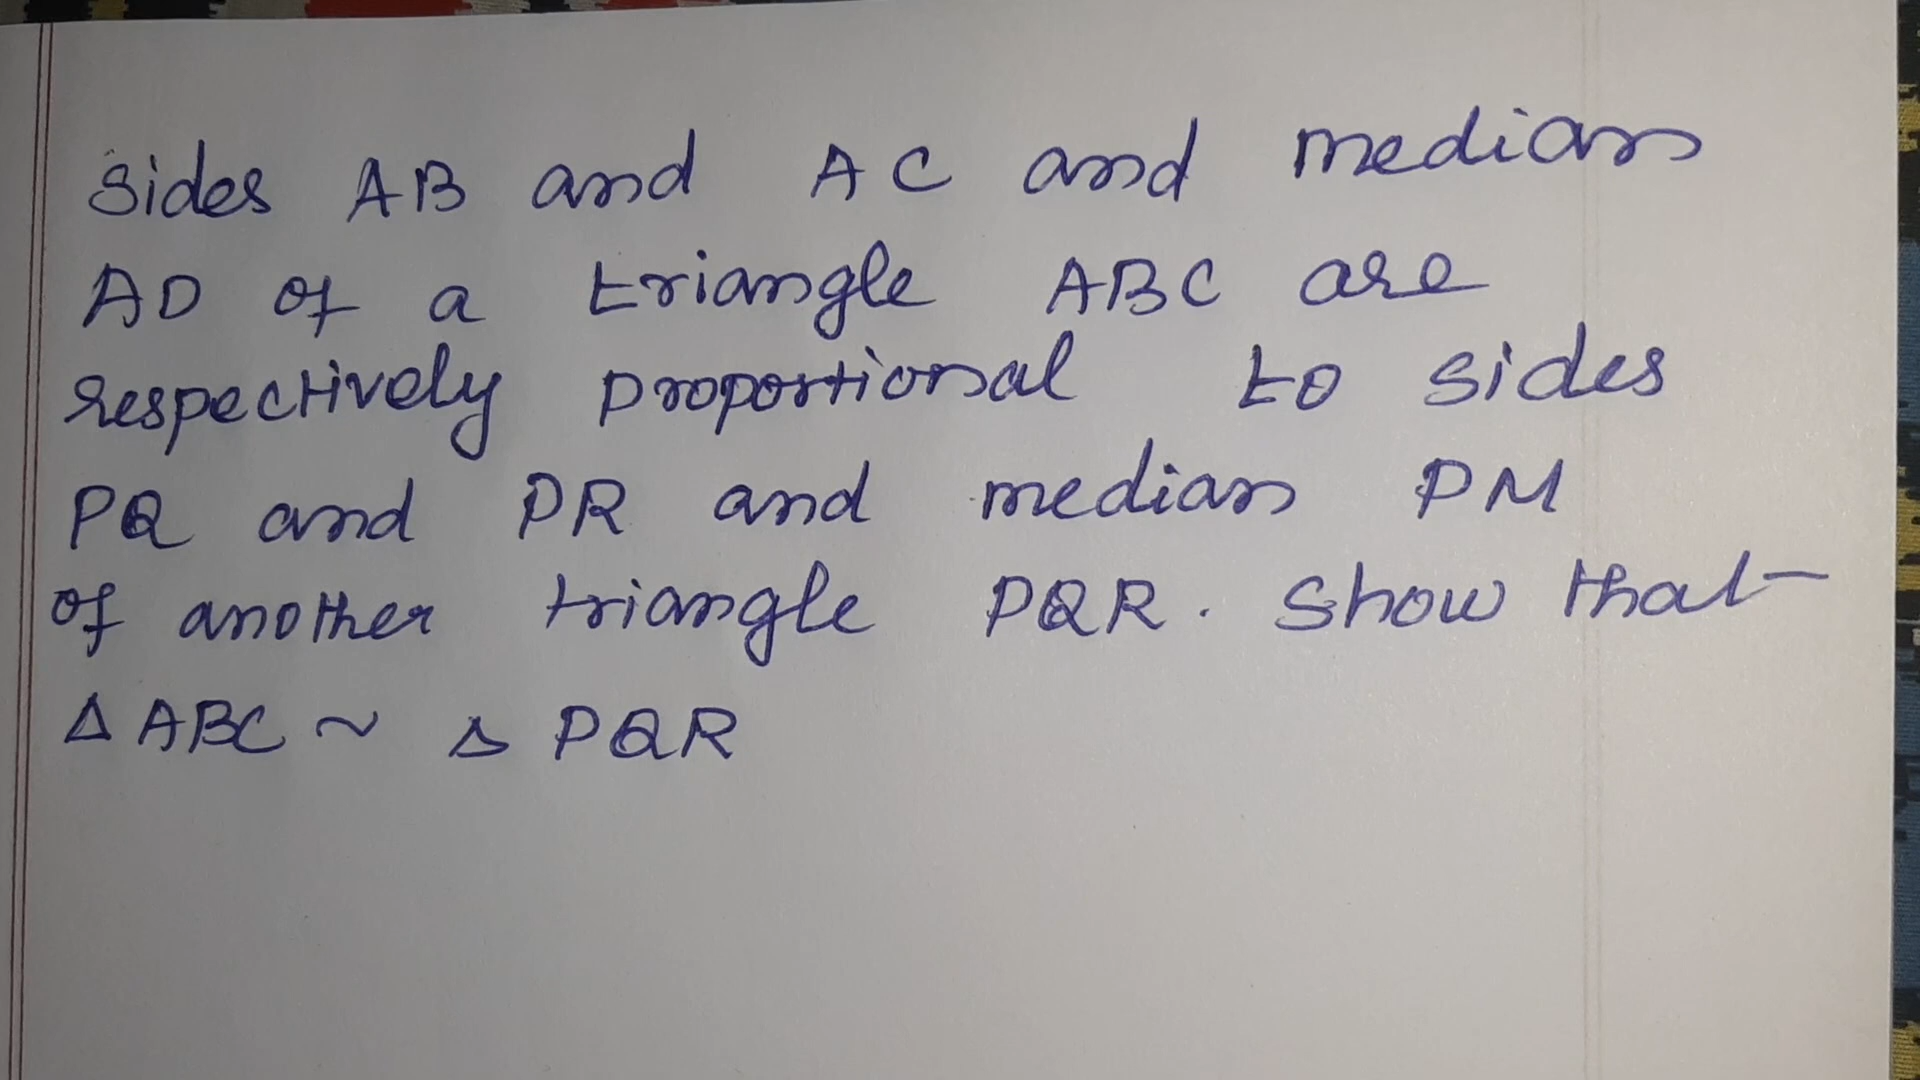 Sides AB and AC and median
AD of a triangle ABC are
respectively proportional to sides
PQ and PR and median PM
of another triangle PQR. Show that
Δ ABC ~ Δ PQR